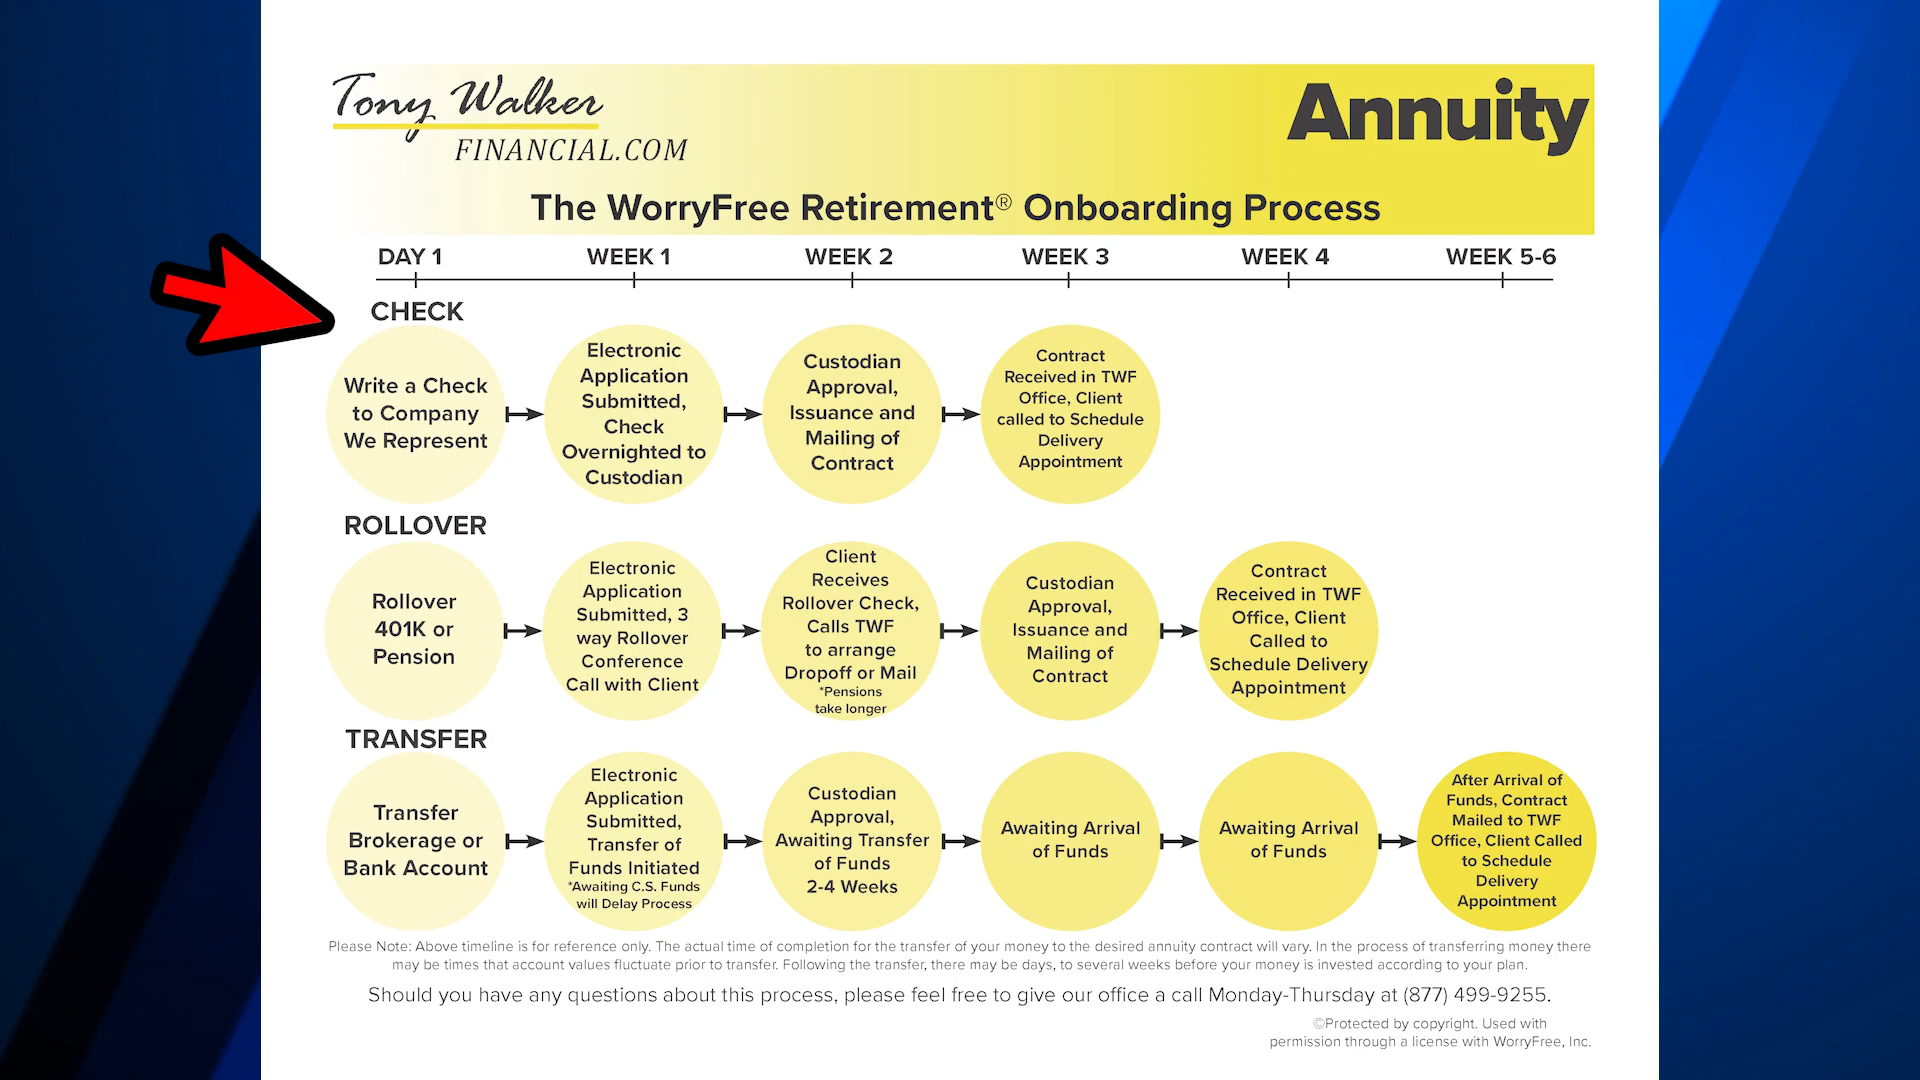 Tony Walker
FINANCIAL.COM
Annuity
The WorryFree Retirement® Onboarding Process
DAY 1
WEEK 1
WEEK 2
WEEK 3
WEEK 4
WEEK 5-6
CHECK
Write a Check
to Company
We Represent
Electronic
Application
Submitted,
Check
Overnighted to
Custodian
Custodian
Approval,
Issuance and
Mailing of
Contract
Contract
Received in TWF
Office, Client
called to Schedule
Delivery
Appointment
ROLLOVER
Rollover
401K or
Pension
Electronic
Application
Submitted, 3
way Rollover
Conference
Call with Client
Client
Receives
Rollover Check,
Calls TWF
to arrange
Dropoff or Mail
*Pensions
take longer
Custodian
Approval,
Issuance and
Mailing of
Contract
Contract
Received in TWF
Office, Client
Called to
Schedule Delivery
Appointment
TRANSFER
Transfer
Brokerage or
Bank Account
Electronic
Application
Submitted,
Transfer of
Funds Initiated
*Awaiting C.S. Funds
will Delay Process
Custodian
Approval,
Awaiting Transfer
of Funds
2-4 Weeks
Awaiting Arrival
of Funds
Awaiting Arrival
of Funds
After Arrival of
Funds, Contract
Mailed to TWF
Office, Client Called
to Schedule
Delivery
Appointment
Please Note: Above timeline is for reference only. The actual time of completion for the transfer of your money to the desired annuity contract will vary. In the process of transferring money there
may be times that account values fluctuate prior to transfer. Following the transfer, there may be days, to several weeks before your money is invested according to your plan.
Should you have any questions about this process, please feel free to give our office a call Monday-Thursday at (877) 499-9255.
©Protected by copyright. Used with
permission through a license with WorryFree, Inc.